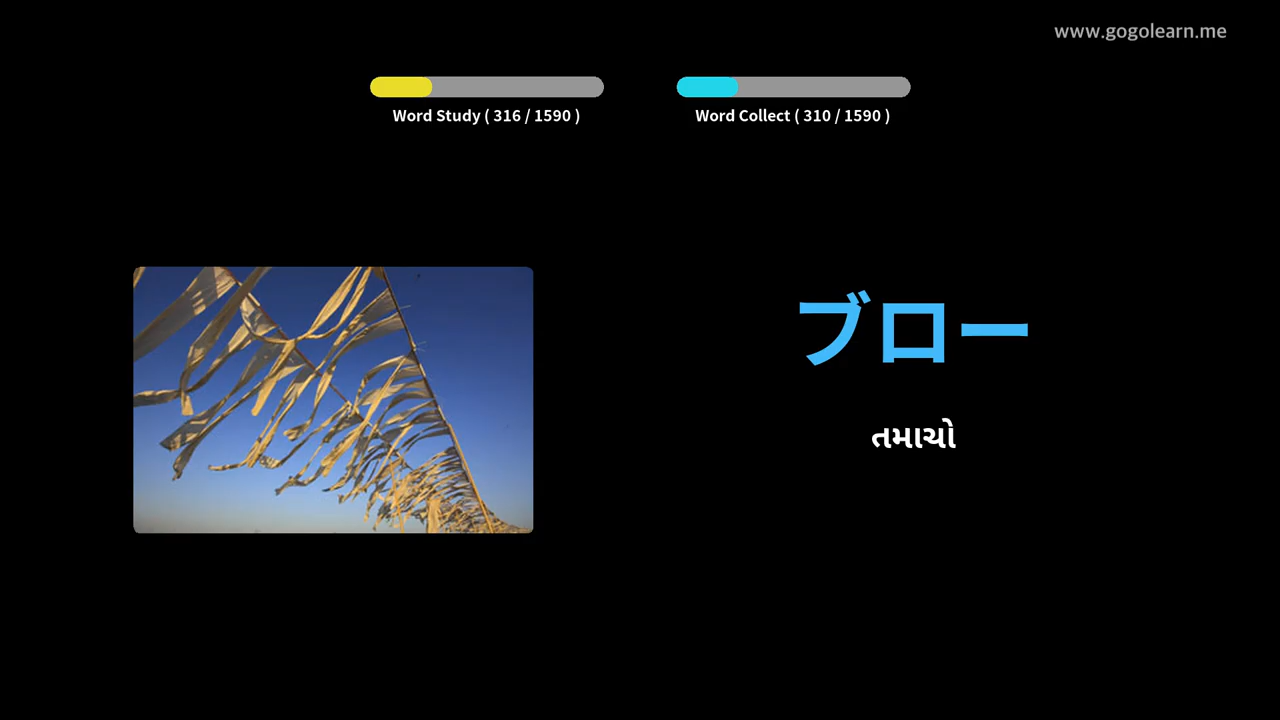 www.gogolearn.me
Word Study ( 316 / 1590 )
Word Collect ( 310 / 1590 )
ブロー
તમાચો